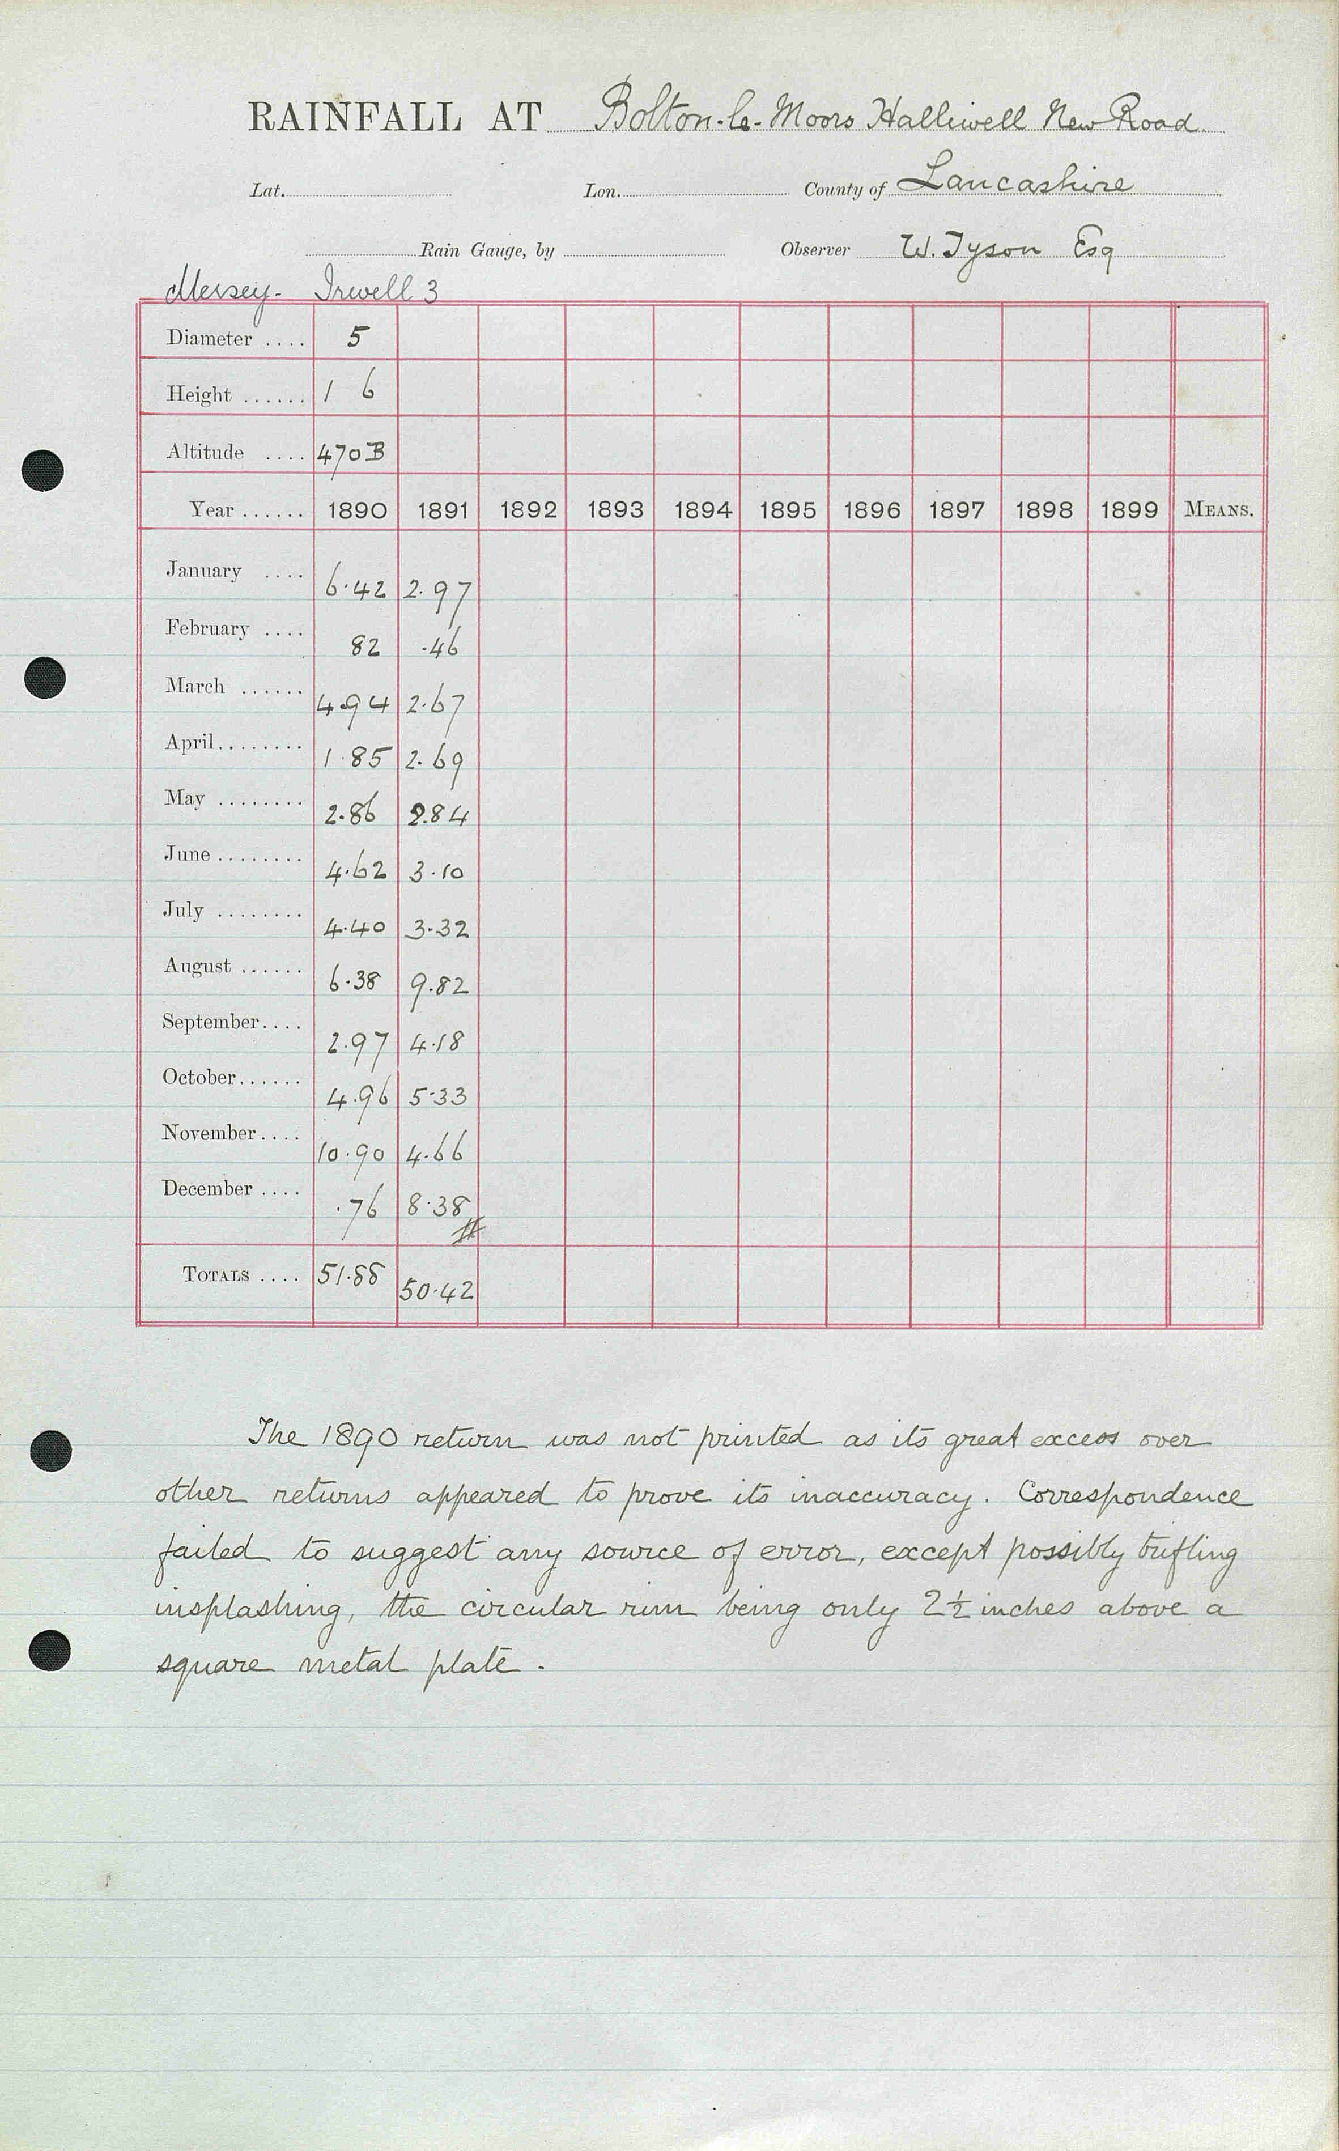 RAINFALL AT Bolton-le-Moors Halliwell New Road
Lat. Lon. County of Lancashire
Rain Gauge, by Observer W. Tyson Esq
Mersey - Irwell 3
Diameter .... 5
Height ...... 1 6
Altitude .... 470 B
Year ...... 1890 1891 1892 1893 1894 1895 1896 1897 1898 1899 MEANS.
January .... 6.42 2.97
February .... 82 .46
March ...... 4.94 2.67
April ........ 1.85 2.69
May ........ 2.86 2.84
June ........ 4.62 3.10
July ........ 4.40 3.32
August ...... 6.38 9.82
September .... 2.97 4.18
October ...... 4.96 5.33
November .... 10.90 4.66
December .... .76 8.38
TOTALS .... 51.88 50.42
The 1890 return was not printed as its great excess over
other returns appeared to prove its inaccuracy. Correspondence
failed to suggest any source of error, except possibly trifling
insplashing, the circular rim being only 2½ inches above a
square metal plate.